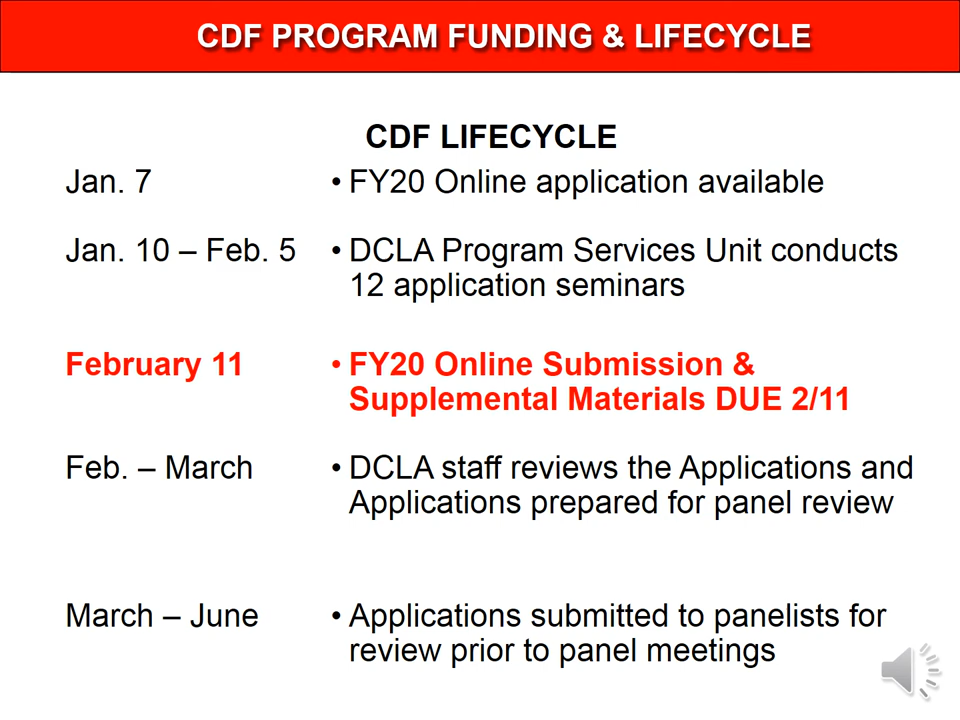 CDF PROGRAM FUNDING & LIFECYCLE
CDF LIFECYCLE
Jan. 7 • FY20 Online application available
Jan. 10 – Feb. 5 • DCLA Program Services Unit conducts
12 application seminars
February 11 • FY20 Online Submission &
Supplemental Materials DUE 2/11
Feb. – March • DCLA staff reviews the Applications and
Applications prepared for panel review
March – June • Applications submitted to panelists for
review prior to panel meetings